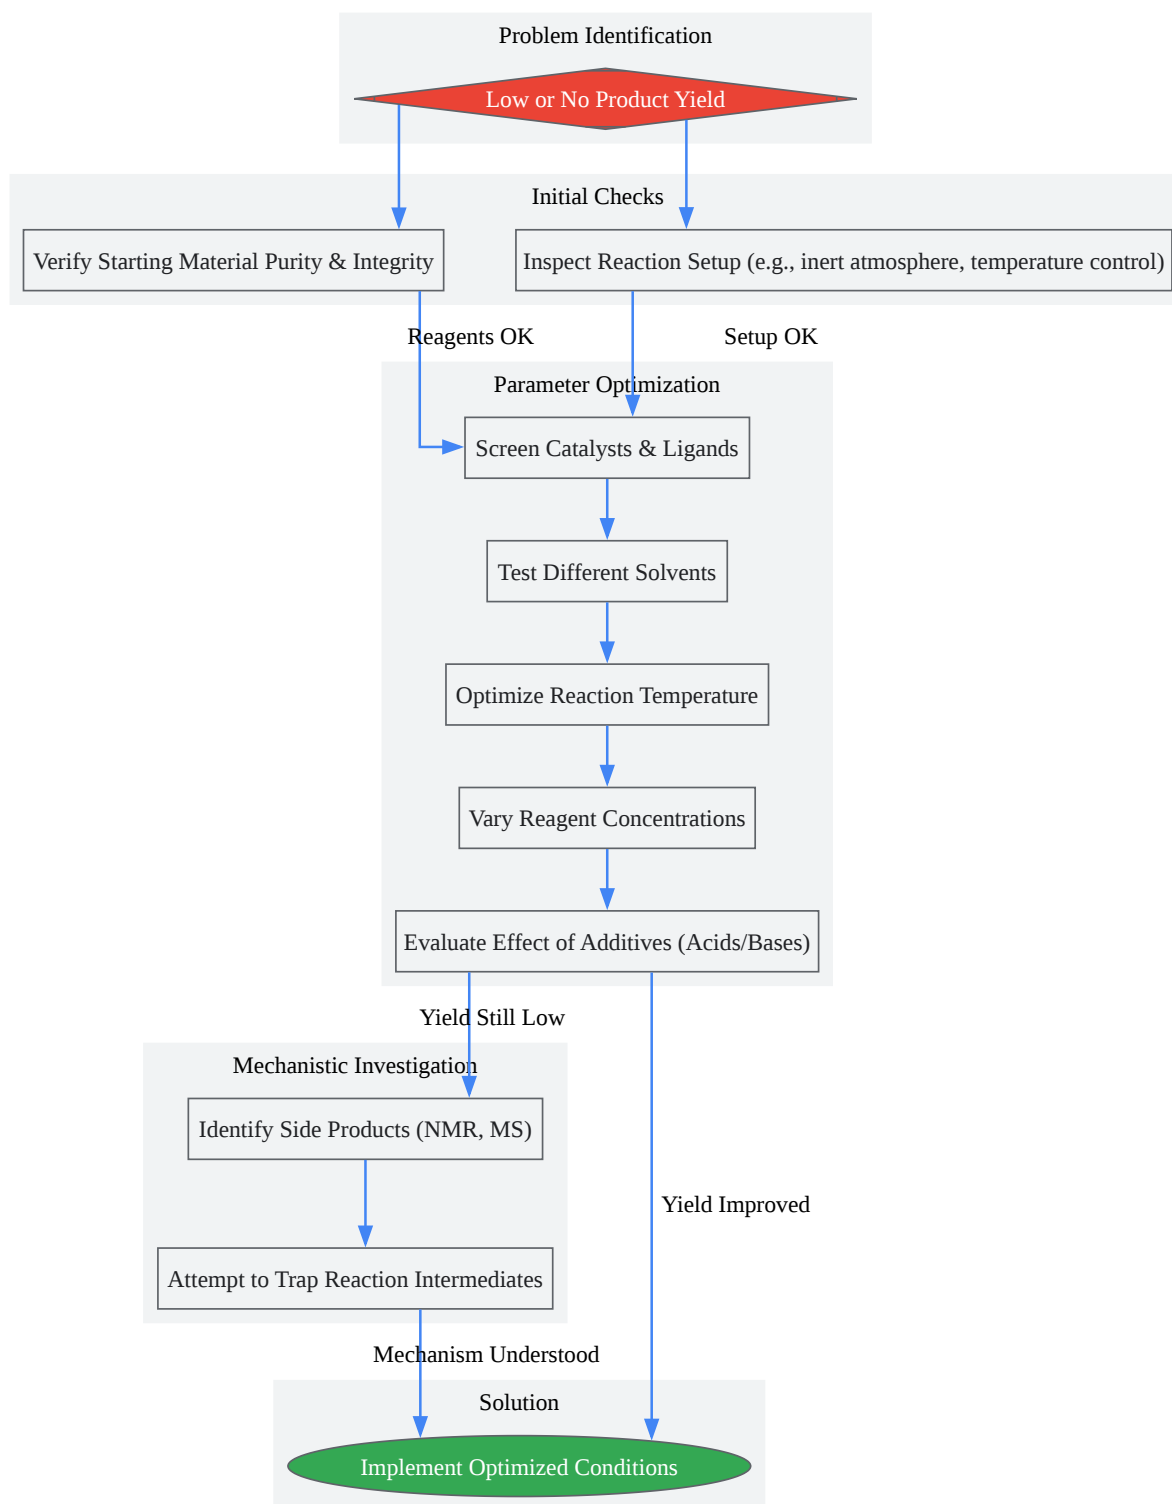 Problem Identification
Low or No Product Yield
Initial Checks
Verify Starting Material Purity & Integrity
Inspect Reaction Setup (e.g., inert atmosphere, temperature control)
Reagents OK
Setup OK
Parameter Optimization
Screen Catalysts & Ligands
Test Different Solvents
Optimize Reaction Temperature
Vary Reagent Concentrations
Evaluate Effect of Additives (Acids/Bases)
Yield Still Low
Mechanistic Investigation
Identify Side Products (NMR, MS)
Yield Improved
Attempt to Trap Reaction Intermediates
Mechanism Understood
Solution
Implement Optimized Conditions